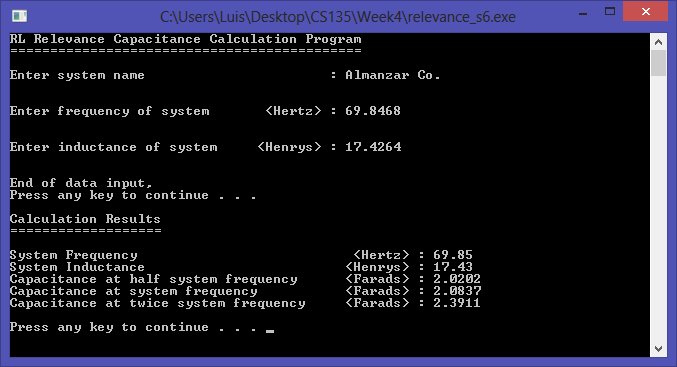 C:\Users\Luis\Desktop\CS135\Week4\relevance_s6.exe
RL Relevance Capacitance Calculation Program
============================================
Enter system name : Almanzar Co.
Enter frequency of system <Hertz> : 69.8468
Enter inductance of system <Henrys> : 17.4264
End of data input,
Press any key to continue . . .
Calculation Results
===================
System Frequency <Hertz> : 69.85
System Inductance <Henrys> : 17.43
Capacitance at half system frequency <Farads> : 2.0202
Capacitance at system frequency <Farads> : 2.0837
Capacitance at twice system frequency <Farads> : 2.3911
Press any key to continue . . . _